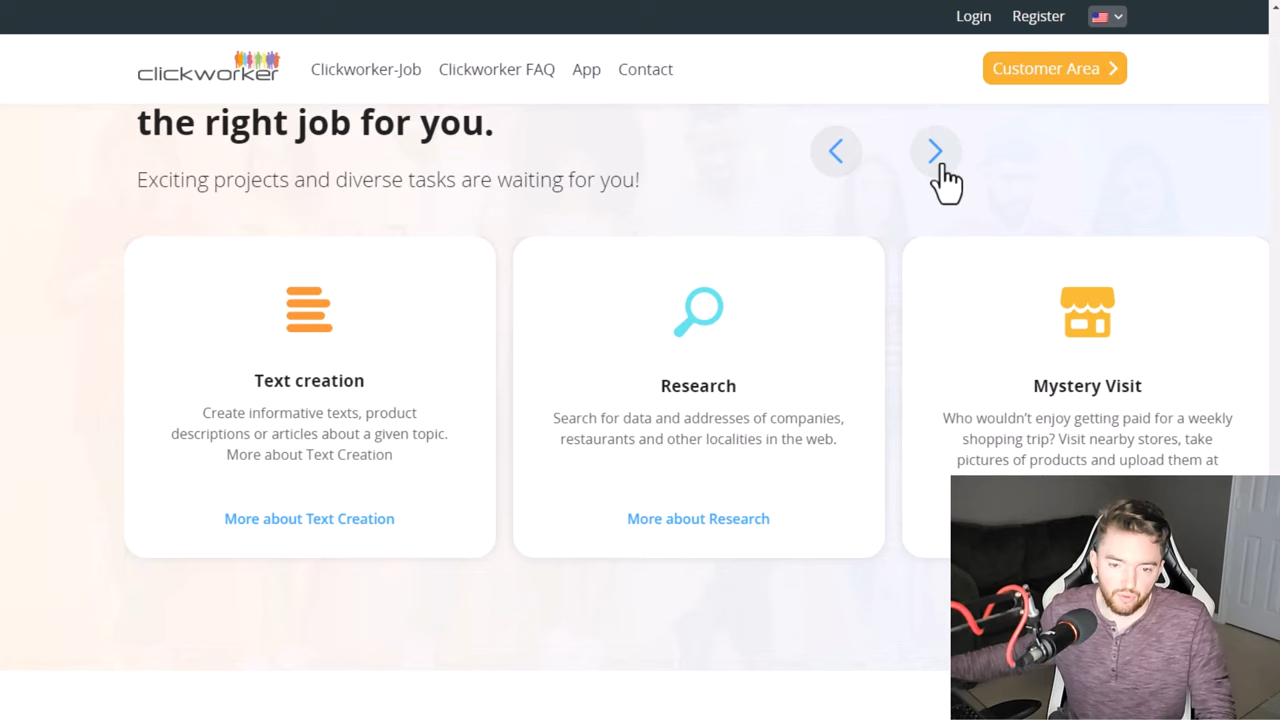 Login Register
clickworker Clickworker-Job Clickworker FAQ App Contact Customer Area
the right job for you.
Exciting projects and diverse tasks are waiting for you!
Text creation
Create informative texts, product
descriptions or articles about a given topic.
More about Text Creation
More about Text Creation
Research
Search for data and addresses of companies,
restaurants and other localities in the web.
More about Research
Mystery Visit
Who wouldn’t enjoy getting paid for a weekly
shopping trip? Visit nearby stores, take
pictures of products and upload them at